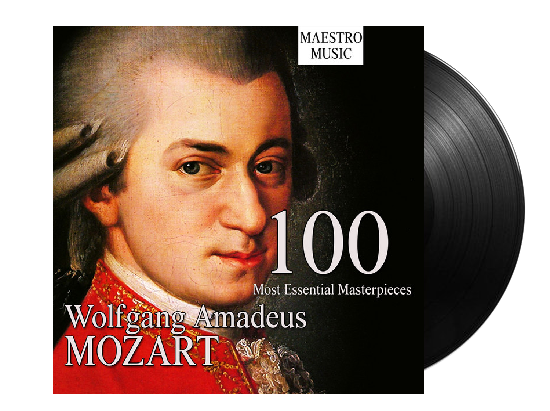 MAESTRO
MUSIC
100
Most Essential Masterpieces
Wolfgang Amadeus
MOZART